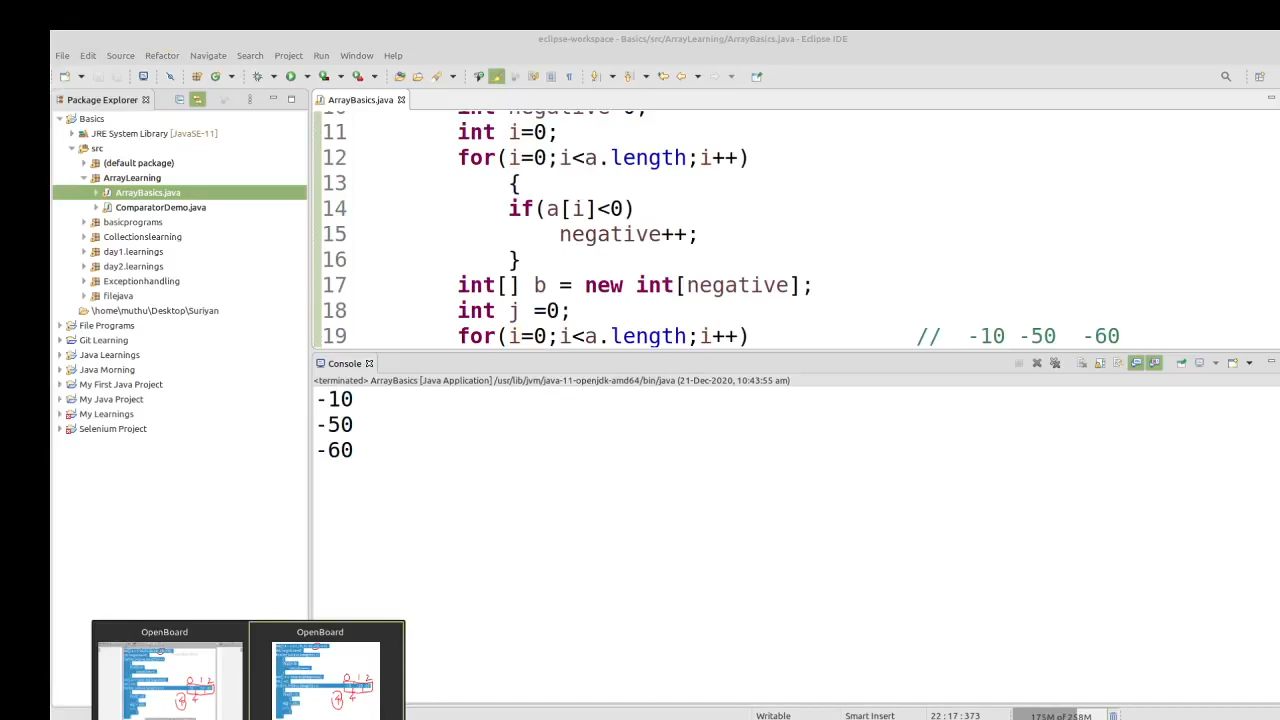 eclipse-workspace - Basics/src/ArrayLearning/ArrayBasics.java - Eclipse IDE
File Edit Source Refactor Navigate Search Project Run Window Help
Package Explorer
ArrayBasics.java
Basics
JRE System Library [JavaSE-11]
src
(default package)
ArrayLearning
ArrayBasics.java
ComparatorDemo.java
basicprograms
Collectionslearning
day1.learnings
day2.learnings
Exceptionhandling
filejava
\home\muthu\Desktop\Suriyan
File Programs
Git Learning
Java Learnings
Java Morning
My First Java Project
My Java Project
My Learnings
Selenium Project
11 int i=0;
12 for(i=0;i<a.length;i++)
13 {
14 if(a[i]<0)
15 negative++;
16 }
17 int[] b = new int[negative];
18 int j =0;
19 for(i=0;i<a.length;i++) // -10 -50 -60
Console
<terminated> ArrayBasics [Java Application] /usr/lib/jvm/java-11-openjdk-amd64/bin/java (21-Dec-2020, 10:43:55 am)
-10
-50
-60
OpenBoard
OpenBoard
0 1 2
0 1 2
Writable Smart Insert 22 : 17 : 373 175M of 258M